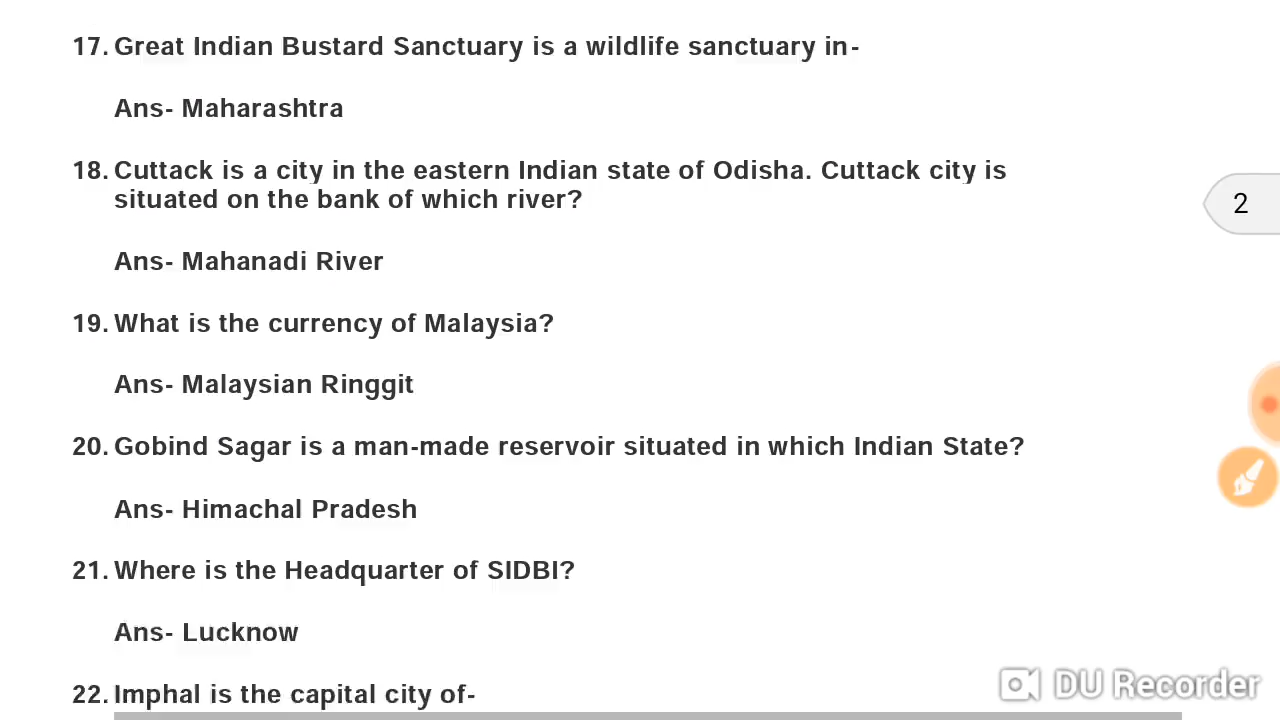 17. Great Indian Bustard Sanctuary is a wildlife sanctuary in-
Ans- Maharashtra
18. Cuttack is a city in the eastern Indian state of Odisha. Cuttack city is
situated on the bank of which river?
2
Ans- Mahanadi River
19. What is the currency of Malaysia?
Ans- Malaysian Ringgit
20. Gobind Sagar is a man-made reservoir situated in which Indian State?
Ans- Himachal Pradesh
21. Where is the Headquarter of SIDBI?
Ans- Lucknow
22. Imphal is the capital city of-
DU Recorder